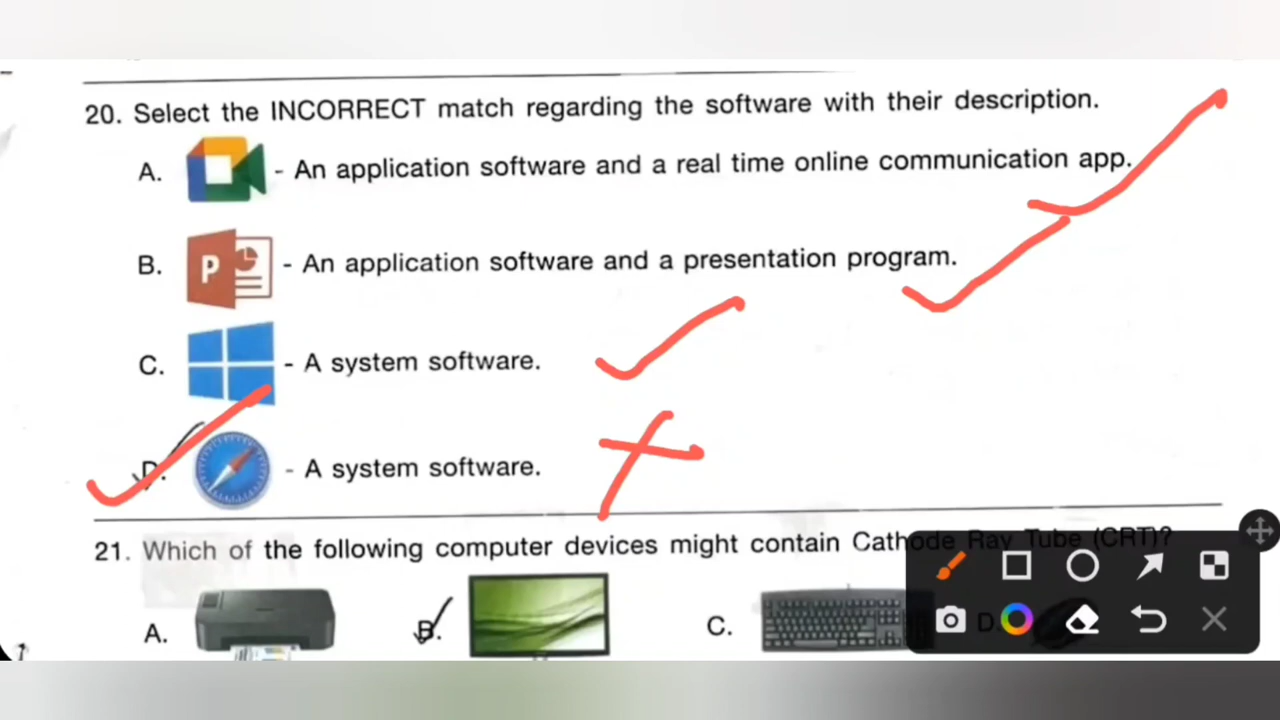 20. Select the INCORRECT match regarding the software with their description.
A. - An application software and a real time online communication app.
B. P - An application software and a presentation program.
C. - A system software.
D. - A system software.
21. Which of the following computer devices might contain Cathode Ray Tube (CRT)?
A. B. C. D.